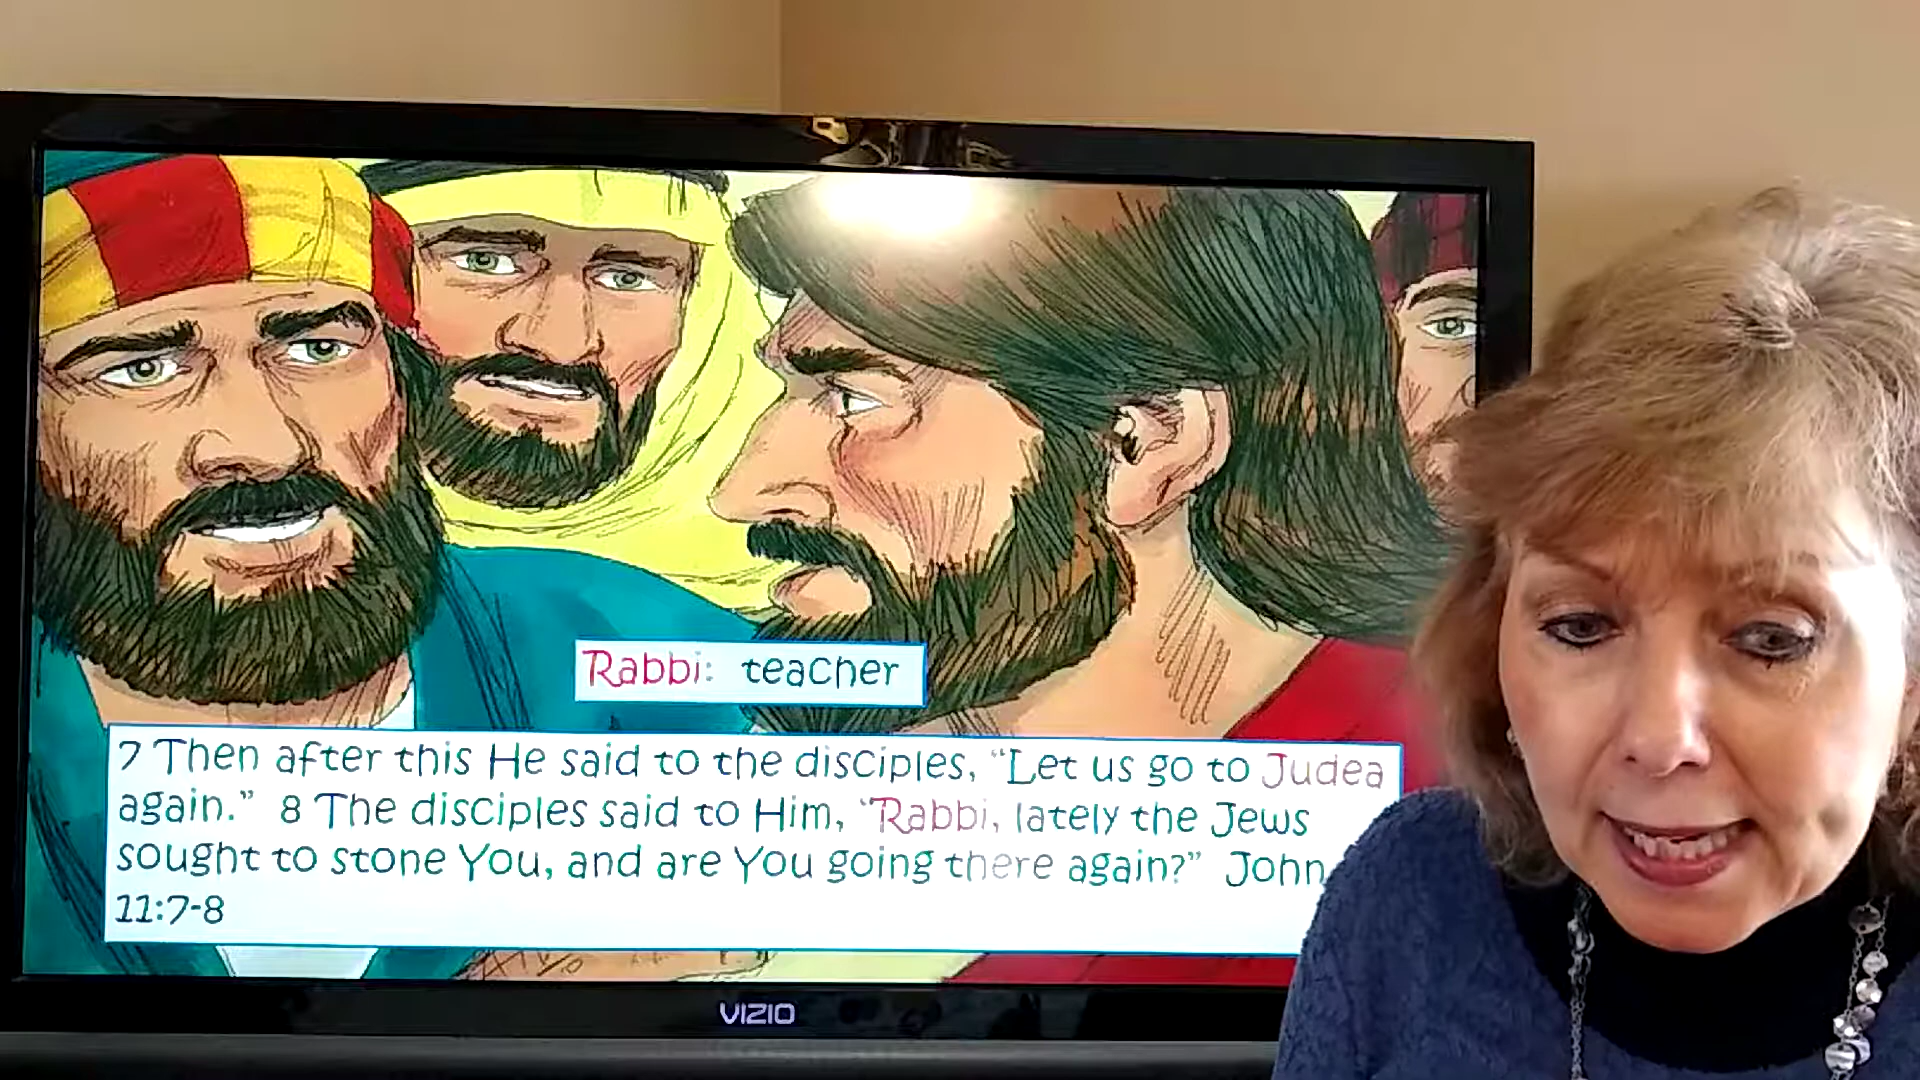 Rabbi: teacher
7 Then after this He said to the disciples, “Let us go to Judea
again.” 8 The disciples said to Him, “Rabbi, lately the Jews
sought to stone You, and are You going there again?” John
11:7-8
VIZIO